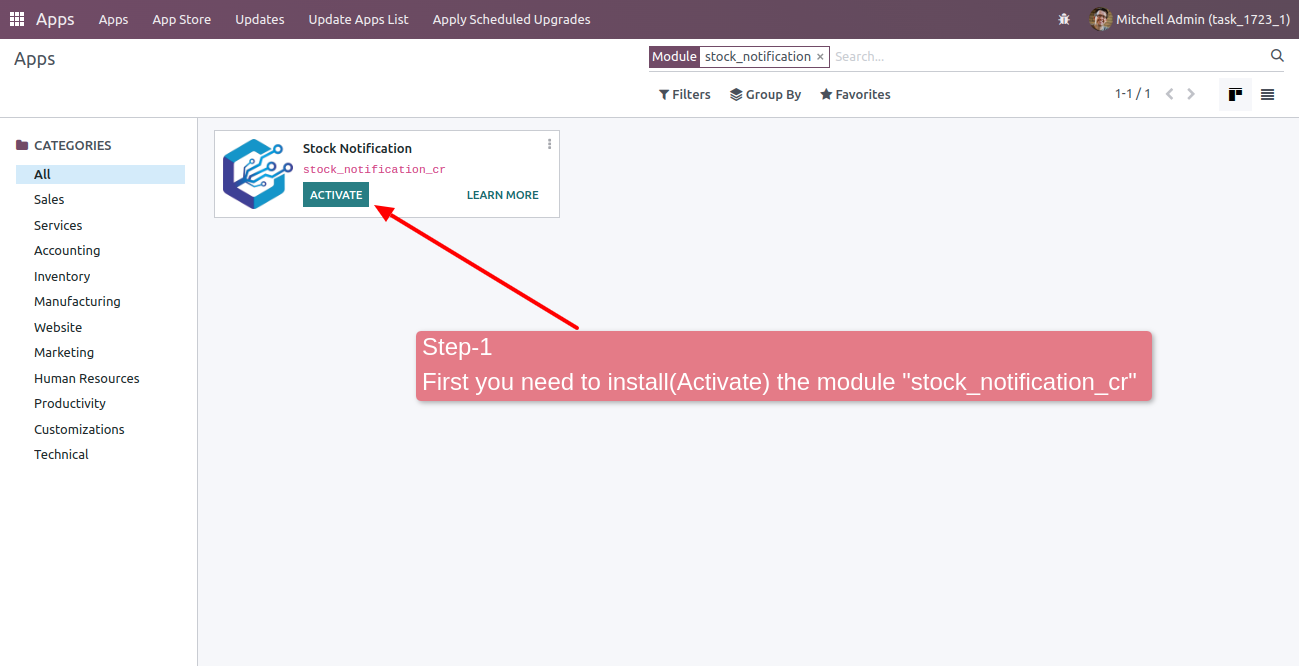 Apps Apps App Store Updates Update Apps List Apply Scheduled Upgrades Mitchell Admin (task_1723_1)
Apps
Module stock_notification × Search...
Filters Group By Favorites 1-1 / 1
CATEGORIES
All
Sales
Services
Accounting
Inventory
Manufacturing
Website
Marketing
Human Resources
Productivity
Customizations
Technical
Stock Notification
stock_notification_cr
ACTIVATE LEARN MORE
Step-1
First you need to install(Activate) the module "stock_notification_cr"